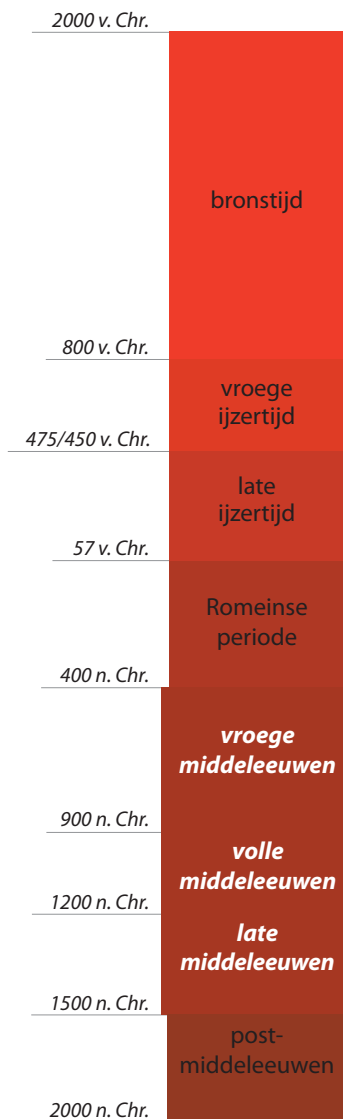 2000 v. Chr.
bronstijd
800 v. Chr.
vroege
ijzertijd
475/450 v. Chr.
late
ijzertijd
57 v. Chr.
Romeinse
periode
400 n. Chr.
vroege
middeleeuwen
900 n. Chr.
volle
middeleeuwen
1200 n. Chr.
late
middeleeuwen
1500 n. Chr.
post-
middeleeuwen
2000 n. Chr.